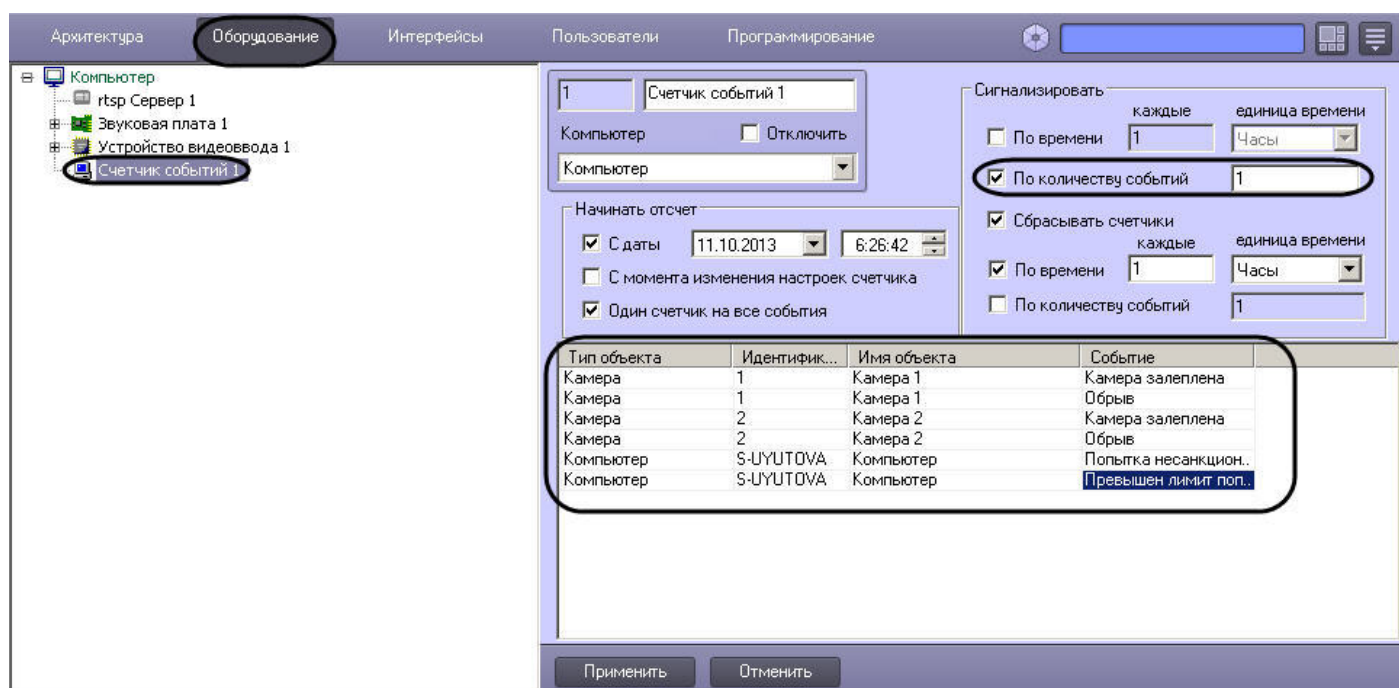 Архитектура Оборудование Интерфейсы Пользователи Программирование
Компьютер
rtsp Сервер 1
Звуковая плата 1
Устройство видеоввода 1
Счетчик событий 1
1 Счетчик событий 1
Компьютер Отключить
Компьютер
Начинать отсчет
С даты 11.10.2013 6:26:42
С момента изменения настроек счетчика
Один счетчик на все события
Сигнализировать
каждые единица времени
По времени 1 Часы
По количеству событий 1
Сбрасывать счетчики
каждые единица времени
По времени 1 Часы
По количеству событий 1
Тип объекта Идентифик... Имя объекта Событие
Камера 1 Камера 1 Камера залеплена
Камера 1 Камера 1 Обрыв
Камера 2 Камера 2 Камера залеплена
Камера 2 Камера 2 Обрыв
Компьютер S-UYUTOVA Компьютер Попытка несанкцион..
Компьютер S-UYUTOVA Компьютер Превышен лимит поп..
Применить Отменить